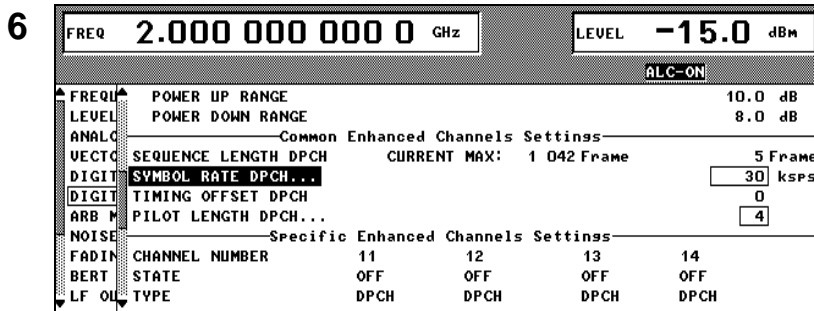 6
FREQ 2.000 000 000 0 GHz LEVEL -15.0 dBm
ALC-ON
FREQU POWER UP RANGE 10.0 dB
LEVEL POWER DOWN RANGE 8.0 dB
ANALO Common Enhanced Channels Settings
VECTO SEQUENCE LENGTH DPCH CURRENT MAX: 1 042 Frame 5 Frame
DIGIT SYMBOL RATE DPCH... 30 ksps
DIGIT TIMING OFFSET DPCH 0
ARB M PILOT LENGTH DPCH... 4
NOISE Specific Enhanced Channels Settings
FADIN CHANNEL NUMBER 11 12 13 14
BERT STATE OFF OFF OFF OFF
LF OU TYPE DPCH DPCH DPCH DPCH